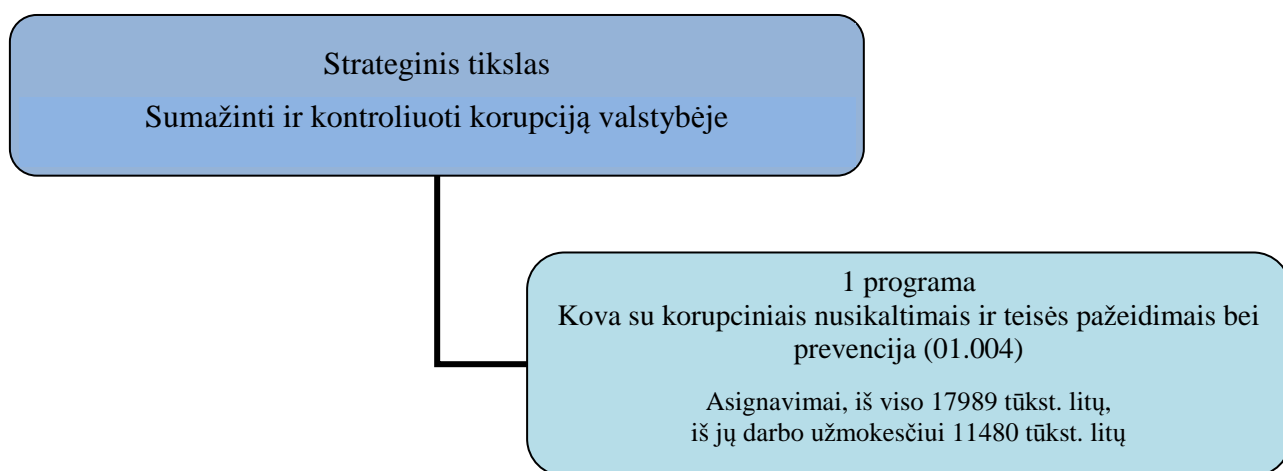 Strateginis tikslas
Sumažinti ir kontroliuoti korupciją valstybėje
1 programa
Kova su korupciniais nusikaltimais ir teisės pažeidimais bei
prevencija (01.004)
Asignavimai, iš viso 17989 tūkst. litų,
iš jų darbo užmokesčiui 11480 tūkst. litų